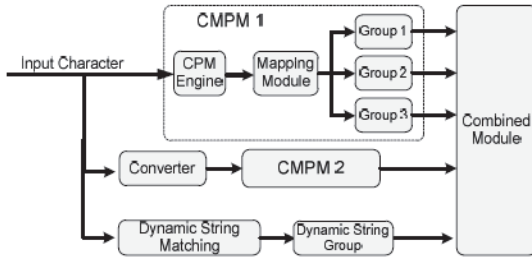 CMPM 1
Input Character
CPM
Engine
Mapping
Module
Group 1
Group 2
Group 3
Combined
Module
Converter
CMPM 2
Dynamic String
Matching
Dynamic String
Group